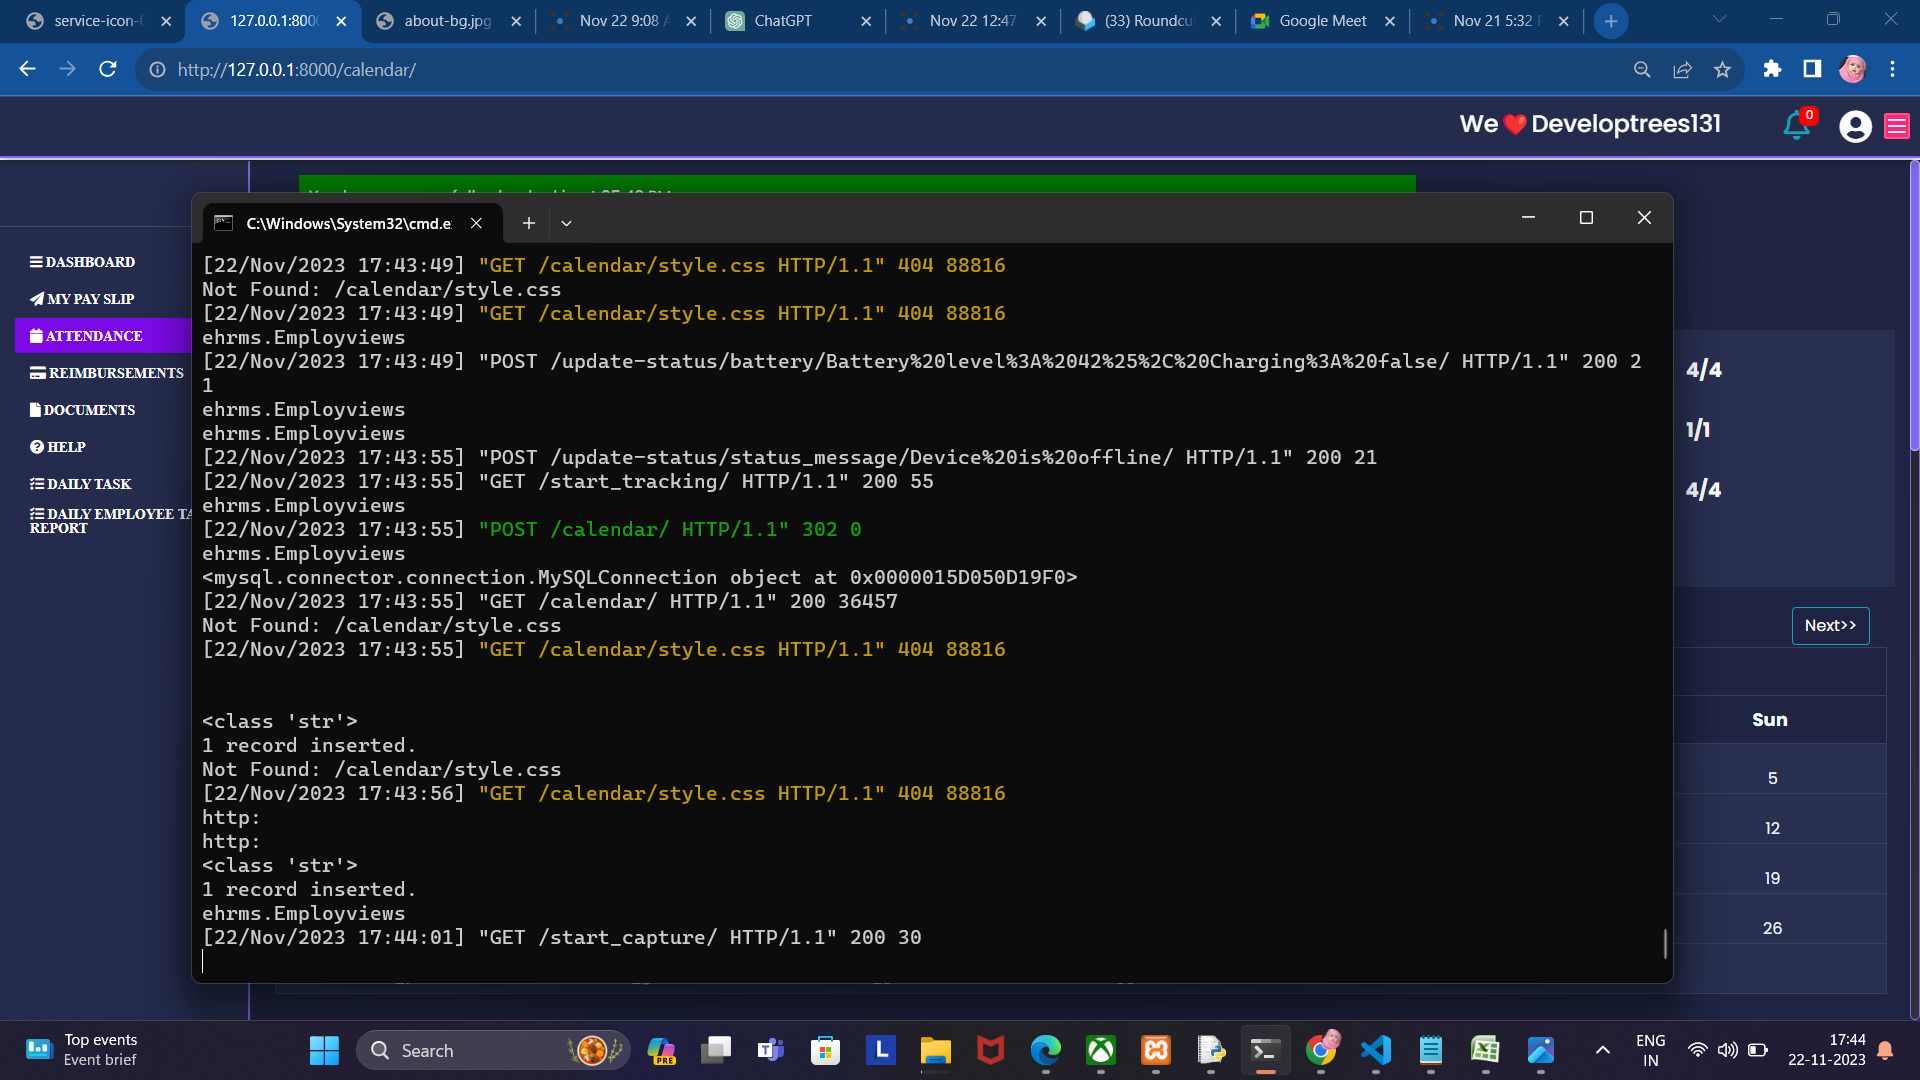 service-icon-
127.0.0.1:800
about-bg.jpg
Nov 22 9:08 A
ChatGPT
Nov 22 12:47
(33) Roundcu
Google Meet
Nov 21 5:32 P
http://127.0.0.1:8000/calendar/
We ❤️ Developtrees131
0
DASHBOARD
MY PAY SLIP
ATTENDANCE
REIMBURSEMENTS
DOCUMENTS
HELP
DAILY TASK
DAILY EMPLOYEE TA
REPORT
C:\Windows\System32\cmd.e
[22/Nov/2023 17:43:49] "GET /calendar/style.css HTTP/1.1" 404 88816
Not Found: /calendar/style.css
[22/Nov/2023 17:43:49] "GET /calendar/style.css HTTP/1.1" 404 88816
ehrms.Employviews
[22/Nov/2023 17:43:49] "POST /update-status/battery/Battery%20level%3A%2042%25%2C%20Charging%3A%20false/ HTTP/1.1" 200 2
1
ehrms.Employviews
ehrms.Employviews
[22/Nov/2023 17:43:55] "POST /update-status/status_message/Device%20is%20offline/ HTTP/1.1" 200 21
[22/Nov/2023 17:43:55] "GET /start_tracking/ HTTP/1.1" 200 55
ehrms.Employviews
[22/Nov/2023 17:43:55] "POST /calendar/ HTTP/1.1" 302 0
ehrms.Employviews
<mysql.connector.connection.MySQLConnection object at 0x0000015D050D19F0>
[22/Nov/2023 17:43:55] "GET /calendar/ HTTP/1.1" 200 36457
Not Found: /calendar/style.css
[22/Nov/2023 17:43:55] "GET /calendar/style.css HTTP/1.1" 404 88816
<class 'str'>
1 record inserted.
Not Found: /calendar/style.css
[22/Nov/2023 17:43:56] "GET /calendar/style.css HTTP/1.1" 404 88816
http:
http:
<class 'str'>
1 record inserted.
ehrms.Employviews
[22/Nov/2023 17:44:01] "GET /start_capture/ HTTP/1.1" 200 30
4/4
1/1
4/4
Next>>
Sun
5
12
19
26
Top events
Event brief
Search
PRE
L
ENG
IN
17:44
22-11-2023